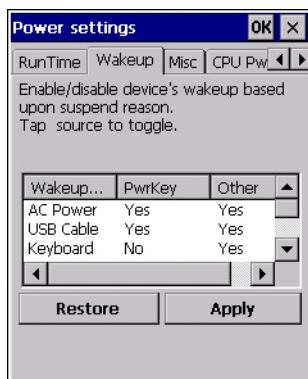 Power settings OK ×
RunTime Wakeup Misc CPU Pw
Enable/disable device's wakeup based
upon suspend reason.
Tap source to toggle.
Wakeup... PwrKey Other
AC Power Yes Yes
USB Cable Yes Yes
Keyboard No Yes
Restore Apply